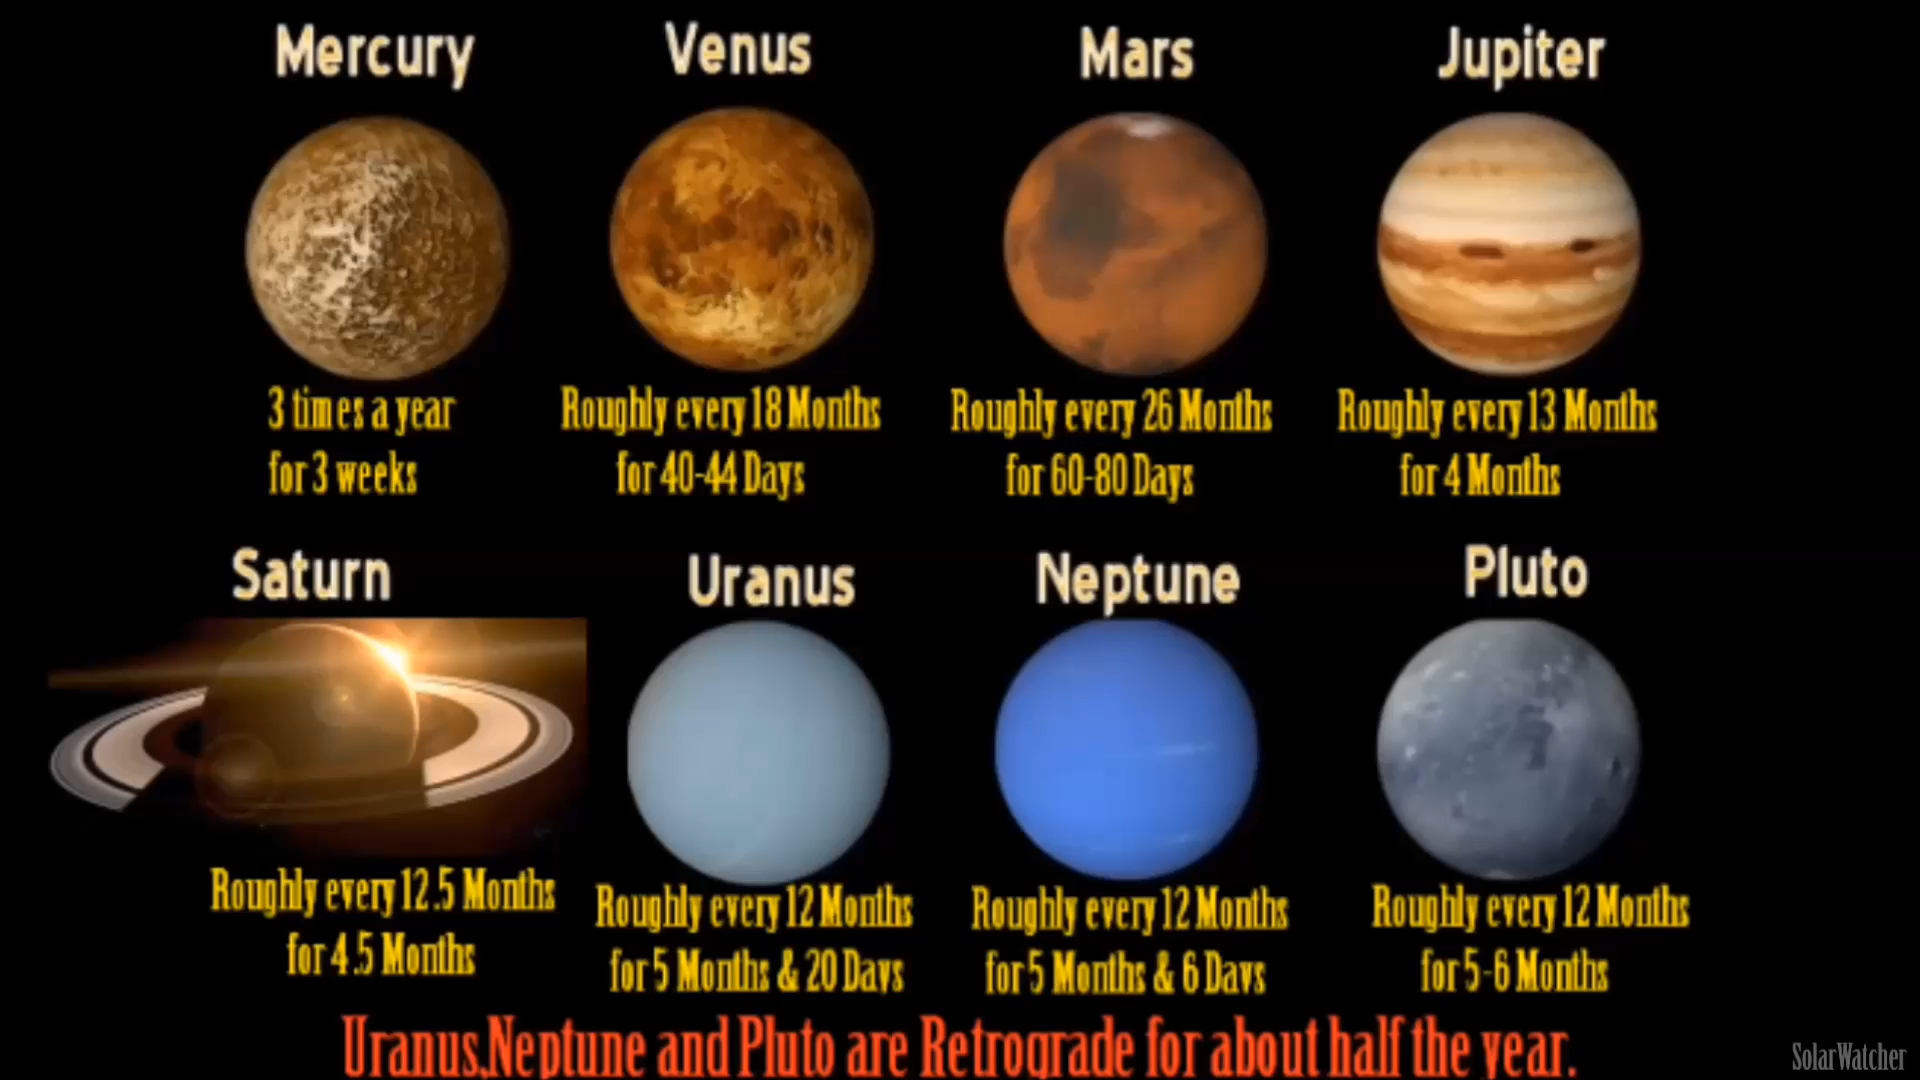 Mercury
Venus
Mars
Jupiter
3 times a year
for 3 weeks
Roughly every 18 Months
for 40-44 Days
Roughly every 26 Months
for 60-80 Days
Roughly every 13 Months
for 4 Months
Saturn
Uranus
Neptune
Pluto
Roughly every 12.5 Months
for 4.5 Months
Roughly every 12 Months
for 5 Months & 20 Days
Roughly every 12 Months
for 5 Months & 6 Days
Roughly every 12 Months
for 5-6 Months
Uranus,Neptune and Pluto are Retrograde for about half the year.
SolarWatcher